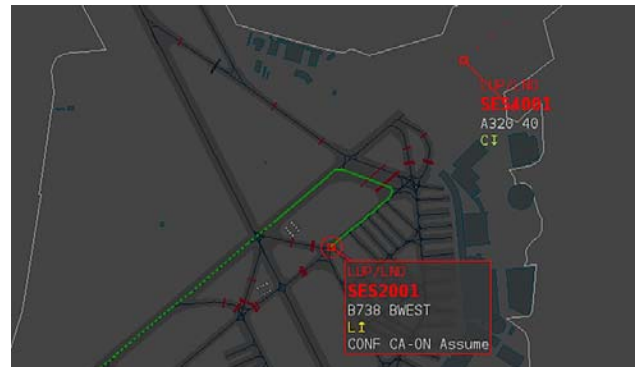 LUP/LND
SES4001
A320 40
C↧
LUP/LND
SES2001
B738 BWEST
L↥
CONF CA-ON Assume